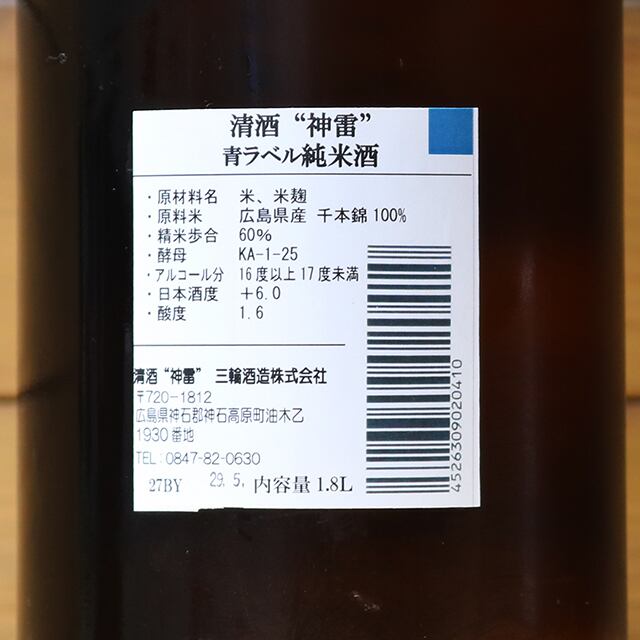 清酒 “神雷”
青ラベル純米酒
・原材料名 米、米麹
・原料米 広島県産 千本錦 100%
・精米歩合 60%
・酵母 KA-1-25
・アルコール分 16度以上17度未満
・日本酒度 +6.0
・酸度 1.6
清酒“神雷” 三輪酒造株式会社
〒720-1812
広島県神石郡神石高原町油木乙
1930番地
TEL:0847-82-0630
27BY 29.5. 内容量 1.8L
4526309020410